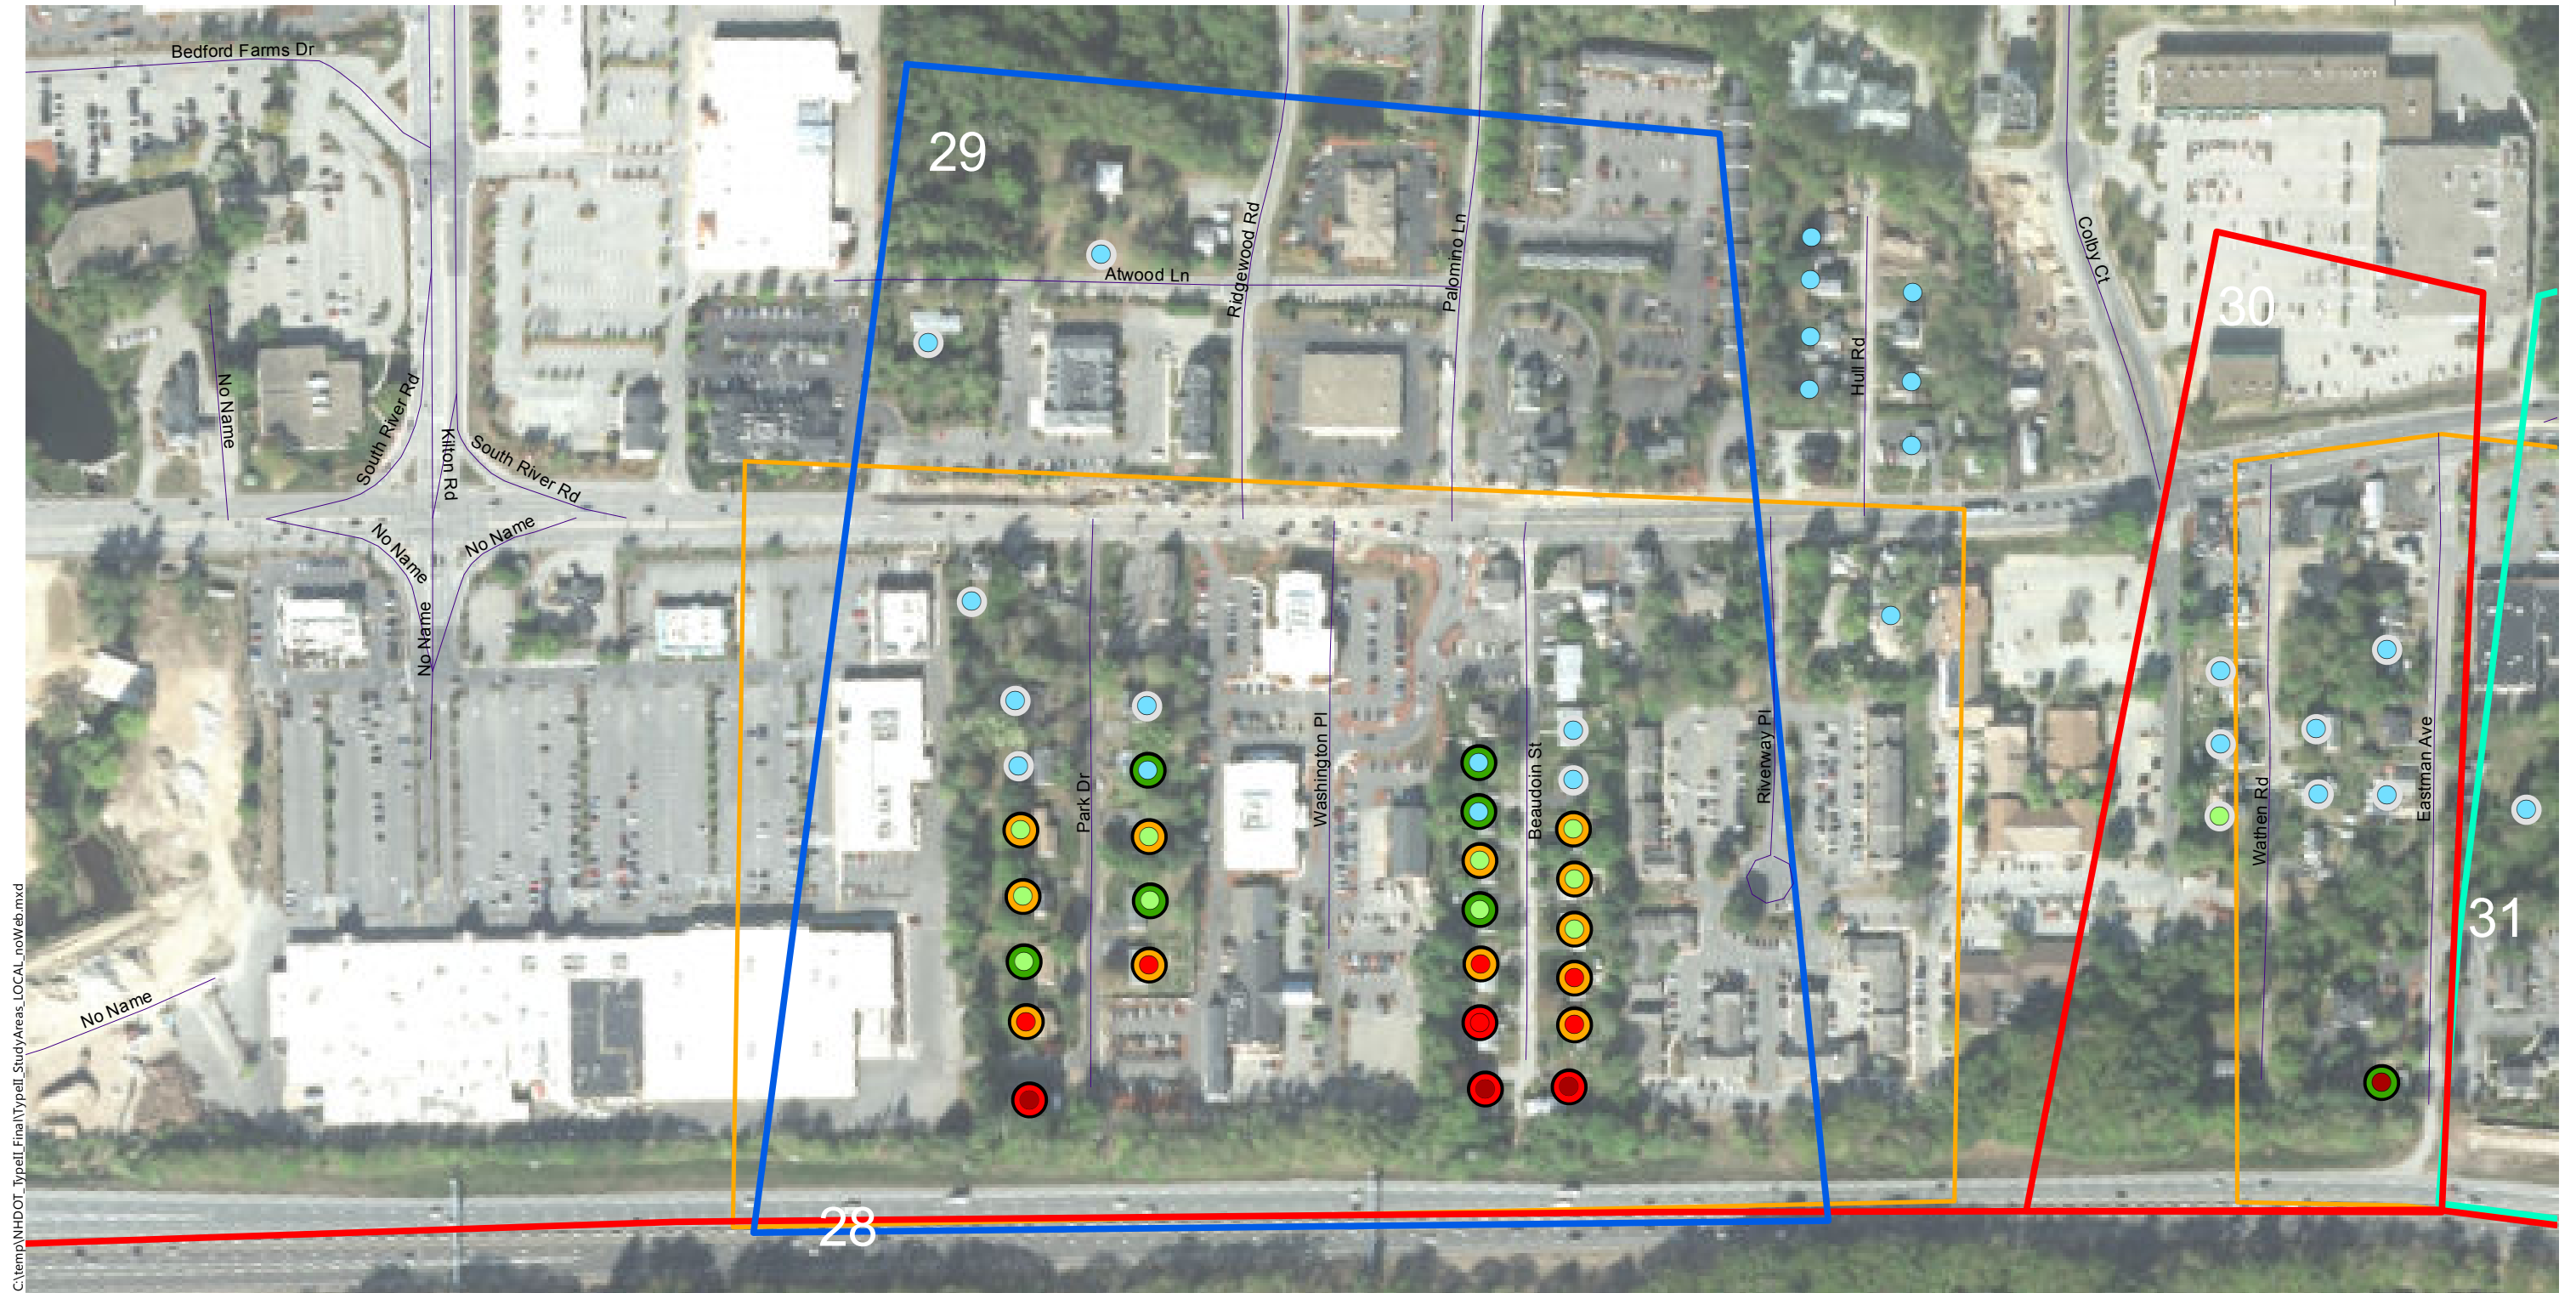 Bedford Farms Dr
29
Ridgewood Rd
Palomino Ln
Atwood Ln
Colby Ct
30
Hull Rd
No Name
South River Rd
Kilton Rd
South River Rd
No Name
No Name
No Name
Park Dr
Washington Pl
Beaudoin St
Riverway Pl
Wathen Rd
Eastman Ave
31
No Name
28
C:\temp\NHDOT_TypeII_Final\TypeII_StudyAreas_LOCAL_noWeb.mxd